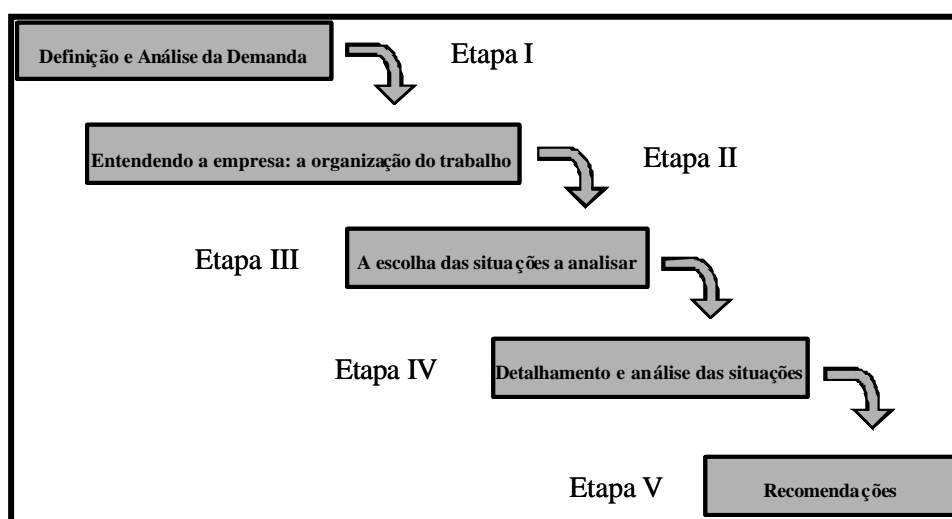 Definição e Análise da Demanda
Etapa I
Entendendo a empresa: a organização do trabalho
Etapa II
Etapa III
A escolha das situações a analisar
Etapa IV
Detalhamento e análise das situações
Etapa V
Recomendações